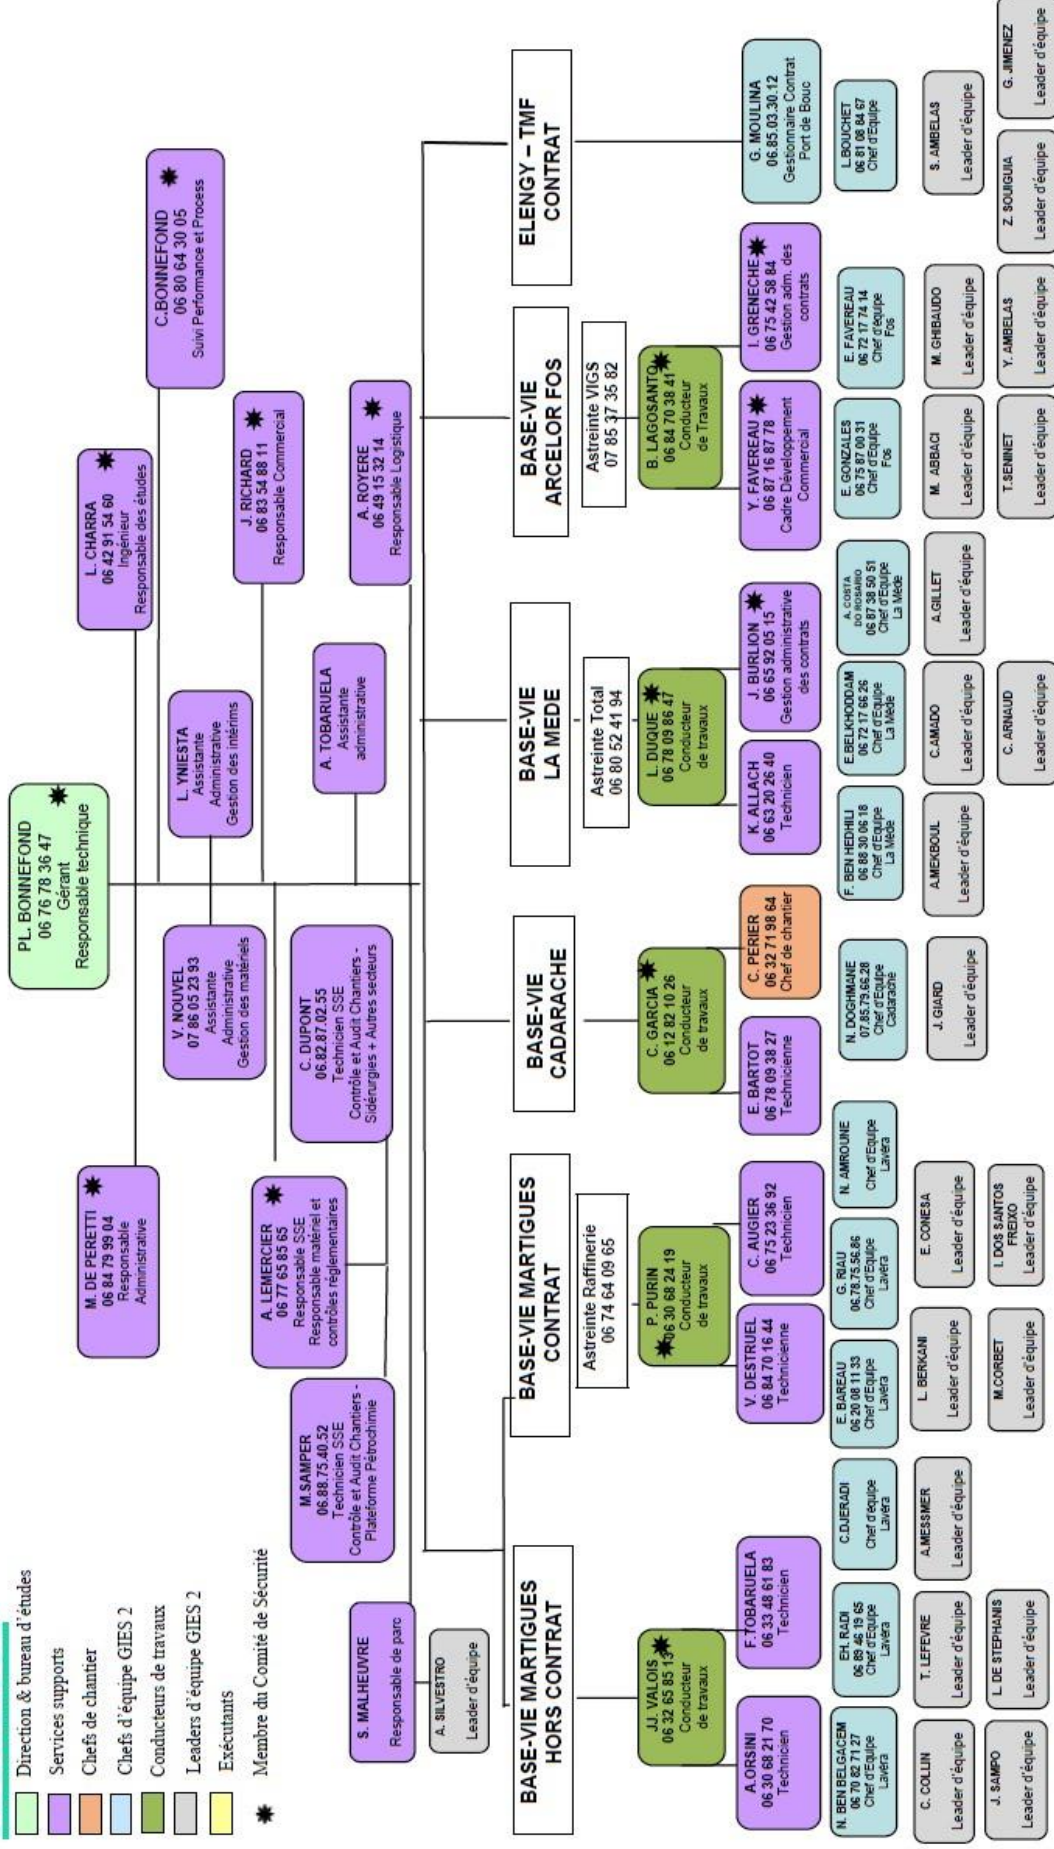 Direction & bureau d'études
Services supports
Chefs de chantier
Chefs d'équipe GIES 2
Conducteurs de travaux
Leaders d'équipe GIES 2
Exécutants
Membre du Comité de Sécurité
PL. BONNEFOND
06 76 78 36 47
Gérant
Responsable technique
M. DE PERETTI
06 84 79 99 04
Responsable
Administrative
L. CHARRA
06 42 91 54 60
Ingénieur
Responsable des études
C.BONNEFOND
06 80 64 30 05
Suivi Performance et Process
V. NOUVEL
07 86 05 23 93
Assistante
Administrative
Gestion des matériels
L. YNIESTA
Assistante
Administrative
Gestion des intérims
J. RICHARD
06 83 54 88 11
Responsable Commercial
A. LEMERCIER
06 77 65 85 65
Responsable SSE
Responsable matériel et
contrôles réglementaires
M.SAMPER
06.88.75.40.52
Technicien SSE
Contrôle et Audit Chantiers -
Plateforme Pétrochimie
C. DUPONT
06.82.87.02.55
Technicien SSE
Contrôle et Audit Chantiers -
Sidérurgies + Autres secteurs
A. TOBARUELA
Assistante
administrative
S. MALHEUVRE
Responsable de parc
A. ROYERE
06 49 15 32 14
Responsable Logistique
A. SILVESTRO
Leader d'équipe
BASE-VIE MARTIGUES
HORS CONTRAT
BASE-VIE MARTIGUES
CONTRAT
BASE-VIE
CADARACHE
BASE-VIE
LA MEDE
BASE-VIE
ARCELOR FOS
ELENGY – TMF
CONTRAT
Astreinte Raffinerie
06 74 64 09 65
Astreinte Total
06 80 52 41 94
Astreinte VIGS
07 85 37 35 82
JJ. VALOIS
06 32 65 85 13
Conducteur
de travaux
P. PURIN
06 30 68 24 19
Conducteur
de travaux
C. GARCIA
06 12 82 10 26
Conducteur
de travaux
L. DUQUE
06 78 09 86 47
Conducteur
de travaux
B. LAGOSANTO
06 84 70 38 41
Conducteur
de Travaux
A.ORSINI
06 30 68 21 70
Technicien
F.TOBARUELA
06 33 48 61 83
Technicien
V. DESTRUEL
06 84 70 16 44
Technicienne
C. AUGIER
06 75 23 36 92
Technicien
E. BARTOT
06 78 09 38 27
Technicienne
C. PERIER
06 32 71 98 64
Chef de chantier
K. ALLACH
06 63 20 26 40
Technicien
J. BURLION
06 65 92 05 15
Gestion administrative
des contrats
Y. FAVEREAU
06 87 16 87 78
Cadre Développement
Commercial
I. GRENECHE
06 75 42 58 84
Gestion adm. des
contrats
G. MOULINA
06.85.03.30.12
Gestionnaire Contrat
Port de Bouc
N. BEN BELGACEM
06 70 82 71 27
Chef d'Equipe
Lavéra
EH. RADI
06 89 46 19 65
Chef d'Equipe
Lavéra
C.DJERADI
Chef d'équipe
Lavéra
E. BAREAU
06 20 08 11 33
Chef d'Equipe
Lavéra
G. RIAU
06.78.75.56.86
Chef d'Equipe
Lavéra
N. AMROUNE
Chef d'Equipe
Lavéra
N. DOGHMANE
07.85.79.66.28
Chef d'Equipe
Cadarache
F. BEN HEDHILI
06 88 30 06 18
Chef d'Equipe
La Mède
E.BELKHODDAM
06 72 17 66 26
Chef d'Equipe
La Mède
A. COSTA
DO ROSARIO
06 87 38 50 51
Chef d'Equipe
La Mède
E. GONZALES
06 75 87 00 31
Chef d'Equipe
Fos
E. FAVEREAU
06 72 17 74 14
Chef d'équipe
Fos
L.BOUCHET
06 81 08 84 67
Chef d'Equipe
C. COLLIN
Leader d'équipe
T. LEFEVRE
Leader d'équipe
A.MESSMER
Leader d'équipe
L. BERKANI
Leader d'équipe
E. CONESA
Leader d'équipe
J. GIARD
Leader d'équipe
A.MEKBOUL
Leader d'équipe
C.AMADO
Leader d'équipe
A.GILLET
Leader d'équipe
M. ABBACI
Leader d'équipe
M. GHIBAUDO
Leader d'équipe
S. AMBELAS
Leader d'équipe
J. SAMPO
Leader d'équipe
L. DE STEPHANIS
Leader d'équipe
M.CORBET
Leader d'équipe
I. DOS SANTOS
FREIXO
Leader d'équipe
C. ARNAUD
Leader d'équipe
T.SENINET
Leader d'équipe
Y. AMBELAS
Leader d'équipe
Z. SOUIGUIA
Leader d'équipe
G. JIMENEZ
Leader d'équipe